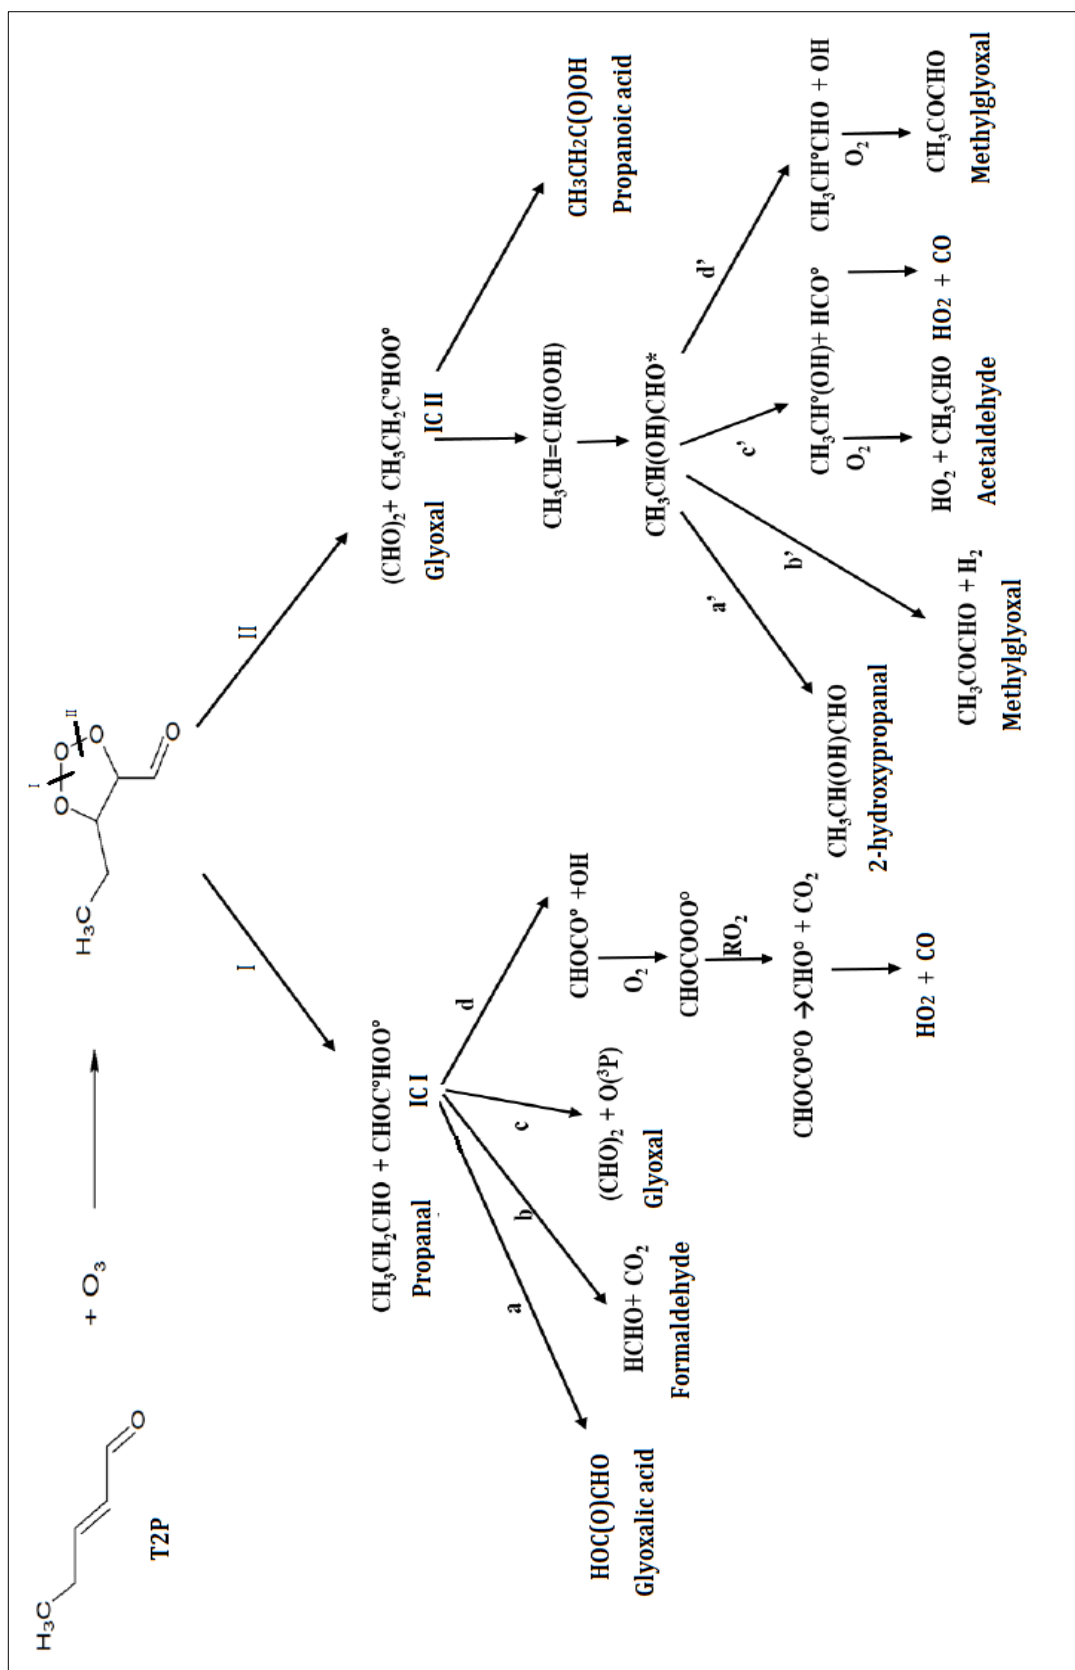 H₃C
O
T2P
+ O₃
H₃C
O
O
O
O
I
II
I
II
CH₃CH₂CHO + CHOC°HOO°
Propanal
IC I
(CHO)₂+ CH₃CH₂C°HOO°
Glyoxal
IC II
a
b
c
d
HOC(O)CHO
Glyoxalic acid
HCHO+ CO₂
Formaldehyde
(CHO)₂ + O(³P)
Glyoxal
CHOCO° +OH
O₂
CHOCOOO°
RO₂
CHOCO°O →CHO° + CO₂
HO2 + CO
CH₃CH=CH(OOH)
CH3CH2C(O)OH
Propanoic acid
CH₃CH(OH)CHO*
a’
b’
c’
d’
CH₃CH(OH)CHO
2-hydroxypropanal
CH₃COCHO + H₂
Methylglyoxal
CH₃CH°(OH)+ HCO°
O₂
HO₂ + CH₃CHO HO2 + CO
Acetaldehyde
CH₃CH°CHO + OH
O₂
CH₃COCHO
Methylglyoxal